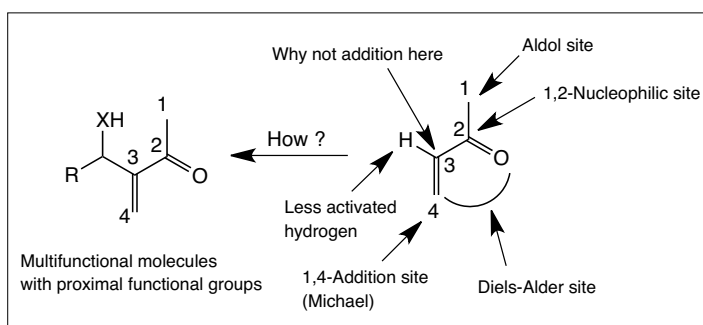 XH
1
2
3
4
R
O
Multifunctional molecules
with proximal functional groups
How ?
Why not addition here
Aldol site
1
1,2-Nucleophilic site
2
H
3
O
4
Less activated
hydrogen
1,4-Addition site
(Michael)
Diels-Alder site